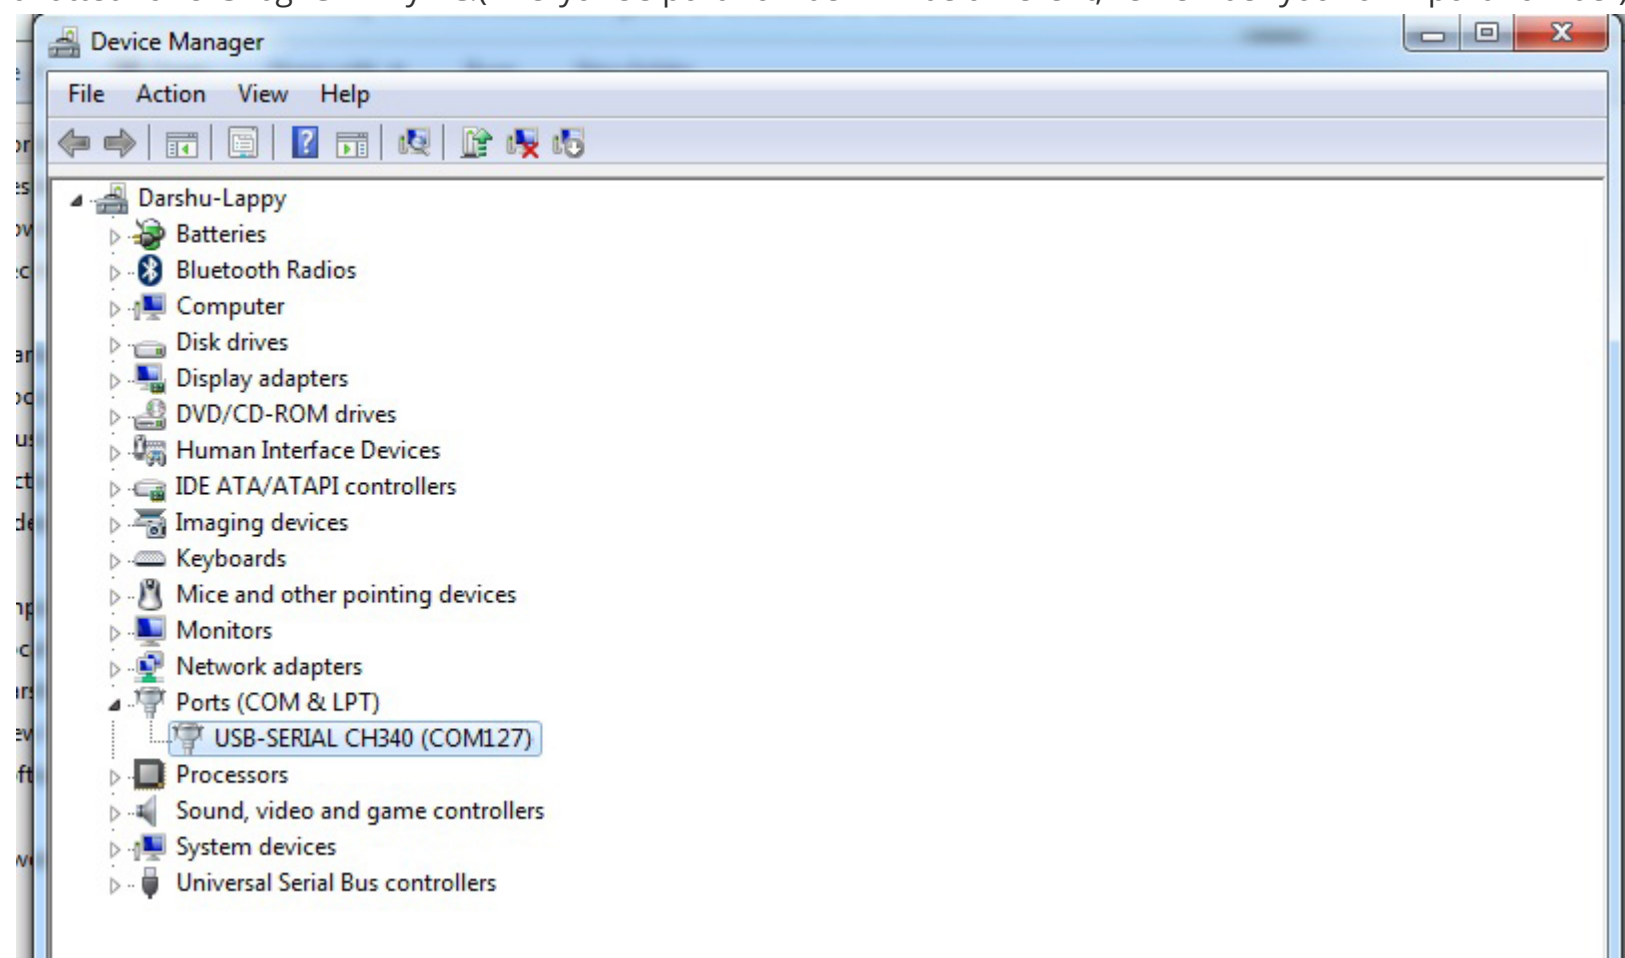 Device Manager
File Action View Help
Darshu-Lappy
Batteries
Bluetooth Radios
Computer
Disk drives
Display adapters
DVD/CD-ROM drives
Human Interface Devices
IDE ATA/ATAPI controllers
Imaging devices
Keyboards
Mice and other pointing devices
Monitors
Network adapters
Ports (COM & LPT)
USB-SERIAL CH340 (COM127)
Processors
Sound, video and game controllers
System devices
Universal Serial Bus controllers